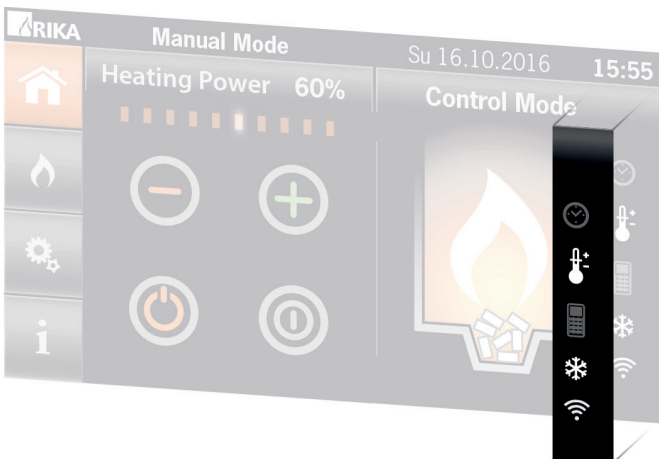 RIKA
Manual Mode
Su 16.10.2016
15:55
Heating Power 60%
Control Mode